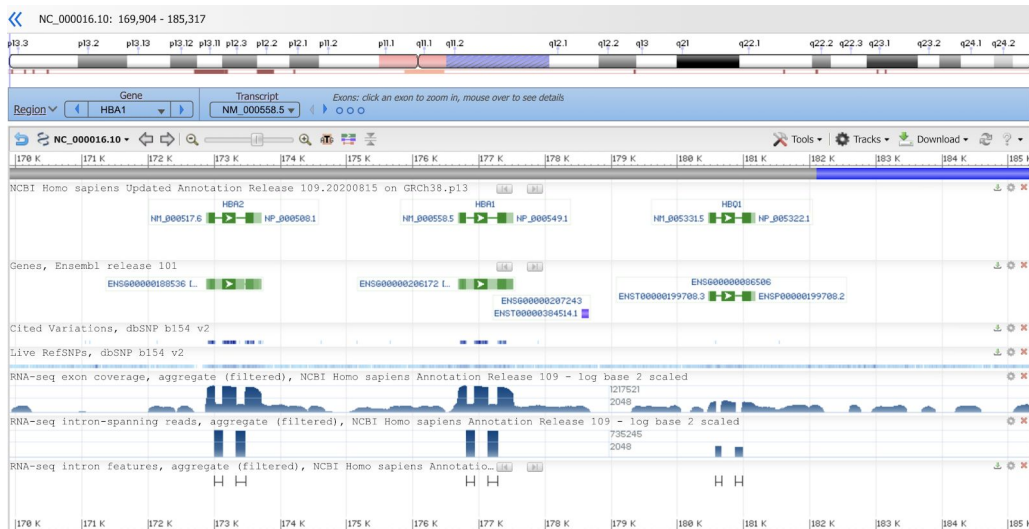 NC_000016.10: 169,904 - 185,317
p13.3 p13.2 p13.13 p13.12 p13.11 p12.3 p12.2 p12.1 p11.2 p11.1 q11.1 q11.2 q12.1 q12.2 q13 q21 q22.1 q22.2 q22.3 q23.1 q23.2 q24.1 q24.2
Gene Transcript Exons: click an exon to zoom in, mouse over to see details
Region HBA1 NM_000558.5
NC_000016.10 Tools Tracks Download ?
170 K 171 K 172 K 173 K 174 K 175 K 176 K 177 K 178 K 179 K 180 K 181 K 182 K 183 K 184 K 185 K
NCBI Homo sapiens Updated Annotation Release 109.20200815 on GRCh38.p13
HBA2 HBA1 HBQ1
NM_000517.6 NP_000508.1 NM_000558.5 NP_000549.1 NM_005331.5 NP_005322.1
Genes, Ensembl release 101
ENSG00000188536 [… ENSG00000206172 [… ENSG00000086506
ENSG00000207243 ENST00000199708.3 ENSP00000199708.2
ENST00000384514.1
Cited Variations, dbSNP b154 v2
Live RefSNPs, dbSNP b154 v2
RNA-seq exon coverage, aggregate (filtered), NCBI Homo sapiens Annotation Release 109 - log base 2 scaled
1217521
2048
RNA-seq intron-spanning reads, aggregate (filtered), NCBI Homo sapiens Annotation Release 109 - log base 2 scaled
735245
2048
RNA-seq intron features, aggregate (filtered), NCBI Homo sapiens Annotatio…
170 K 171 K 172 K 173 K 174 K 175 K 176 K 177 K 178 K 179 K 180 K 181 K 182 K 183 K 184 K 185